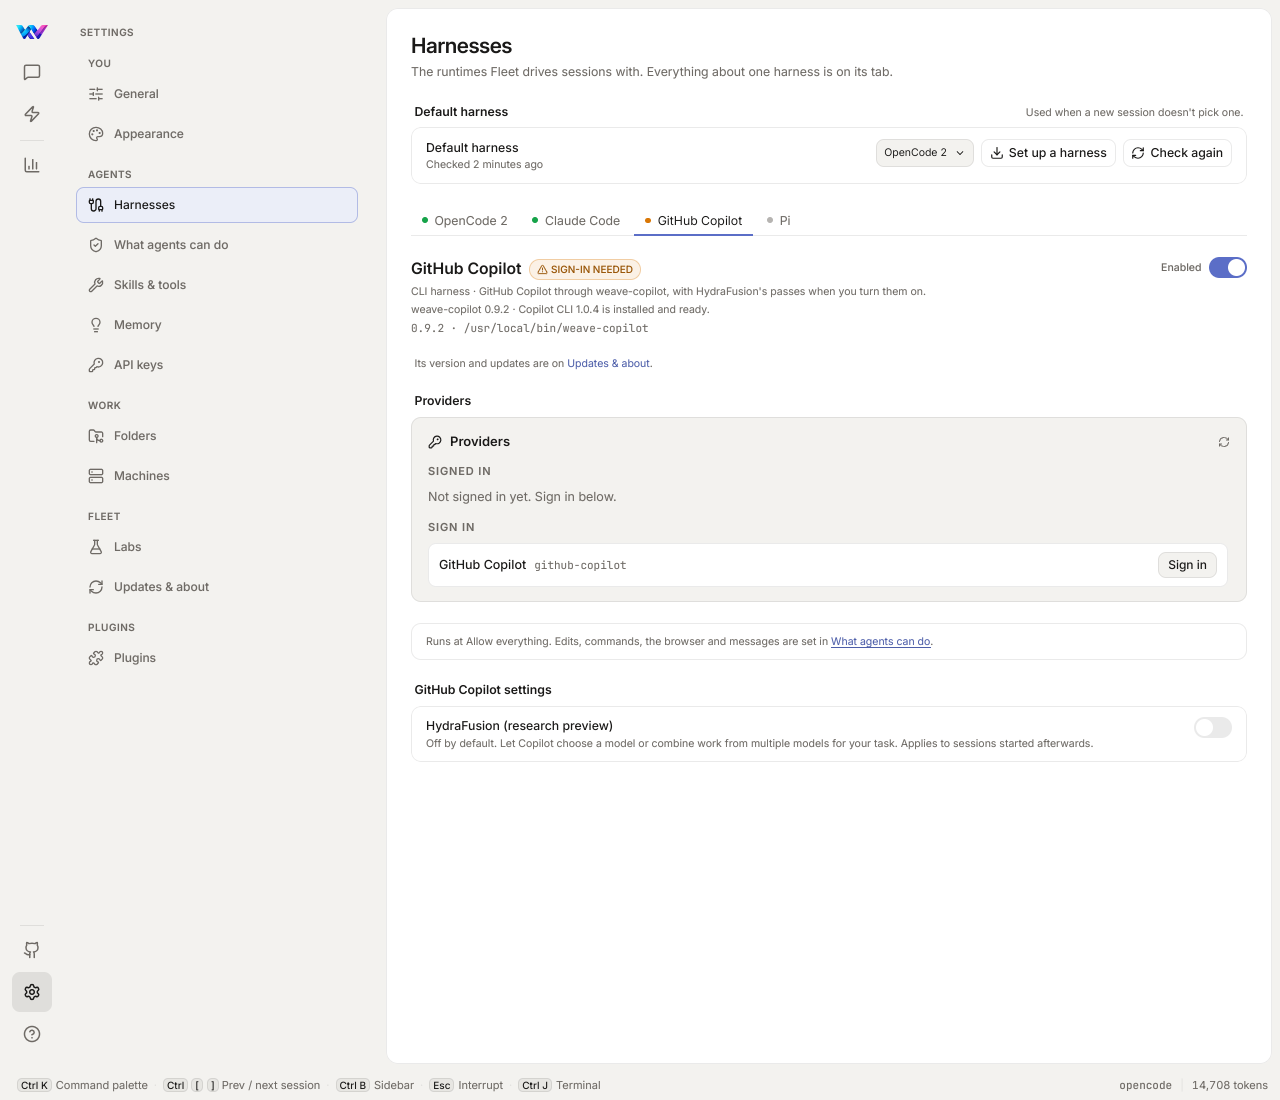 SETTINGS
YOU
General
Appearance
AGENTS
Harnesses
What agents can do
Skills & tools
Memory
API keys
WORK
Folders
Machines
FLEET
Labs
Updates & about
PLUGINS
Plugins
Harnesses
The runtimes Fleet drives sessions with. Everything about one harness is on its tab.
Default harness
Used when a new session doesn't pick one.
Default harness
Checked 2 minutes ago
OpenCode 2
Set up a harness
Check again
OpenCode 2
Claude Code
GitHub Copilot
Pi
GitHub Copilot
SIGN-IN NEEDED
Enabled
CLI harness · GitHub Copilot through weave-copilot, with HydraFusion's passes when you turn them on.
weave-copilot 0.9.2 · Copilot CLI 1.0.4 is installed and ready.
0.9.2 · /usr/local/bin/weave-copilot
Its version and updates are on Updates & about.
Providers
Providers
SIGNED IN
Not signed in yet. Sign in below.
SIGN IN
GitHub Copilot github-copilot
Sign in
Runs at Allow everything. Edits, commands, the browser and messages are set in What agents can do.
GitHub Copilot settings
HydraFusion (research preview)
Off by default. Let Copilot choose a model or combine work from multiple models for your task. Applies to sessions started afterwards.
Ctrl K Command palette
Ctrl [ ] Prev / next session
Ctrl B Sidebar
Esc Interrupt
Ctrl J Terminal
opencode
14,708 tokens